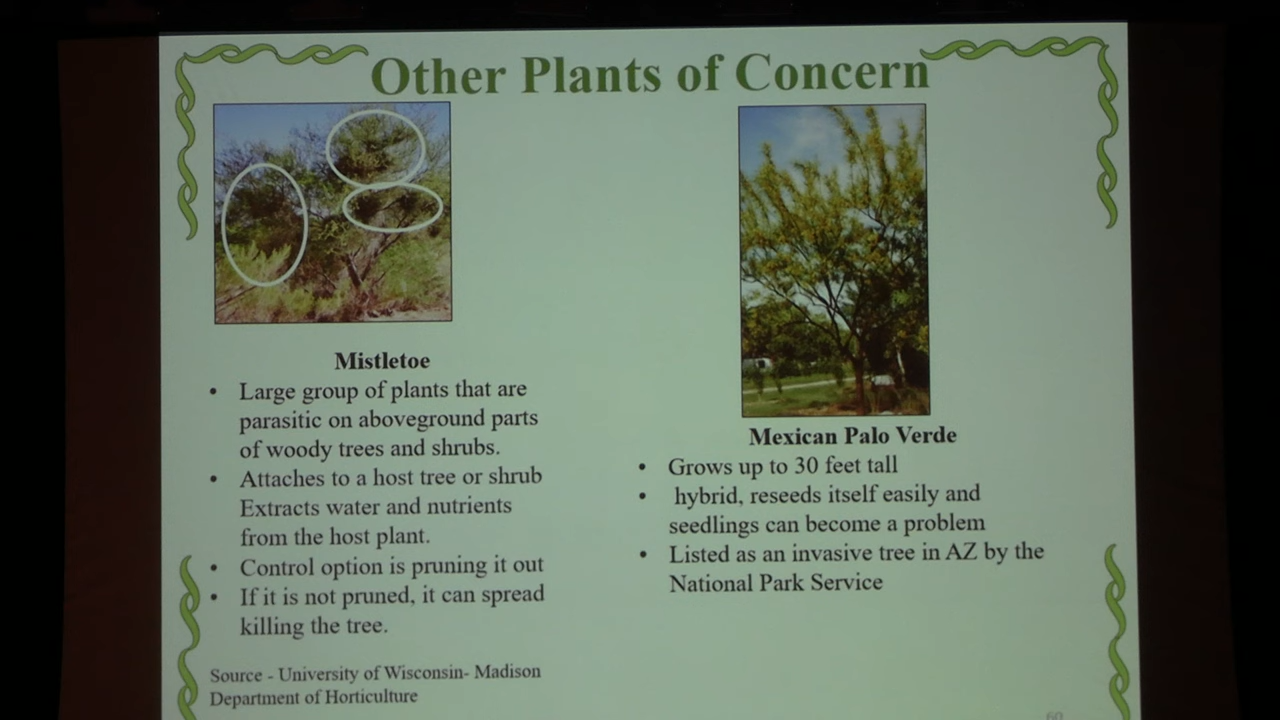 Other Plants of Concern
Mistletoe
• Large group of plants that are
parasitic on aboveground parts
of woody trees and shrubs.
• Attaches to a host tree or shrub
Extracts water and nutrients
from the host plant.
• Control option is pruning it out
• If it is not pruned, it can spread
killing the tree.
Source - University of Wisconsin- Madison
Department of Horticulture
Mexican Palo Verde
• Grows up to 30 feet tall
• hybrid, reseeds itself easily and
seedlings can become a problem
• Listed as an invasive tree in AZ by the
National Park Service